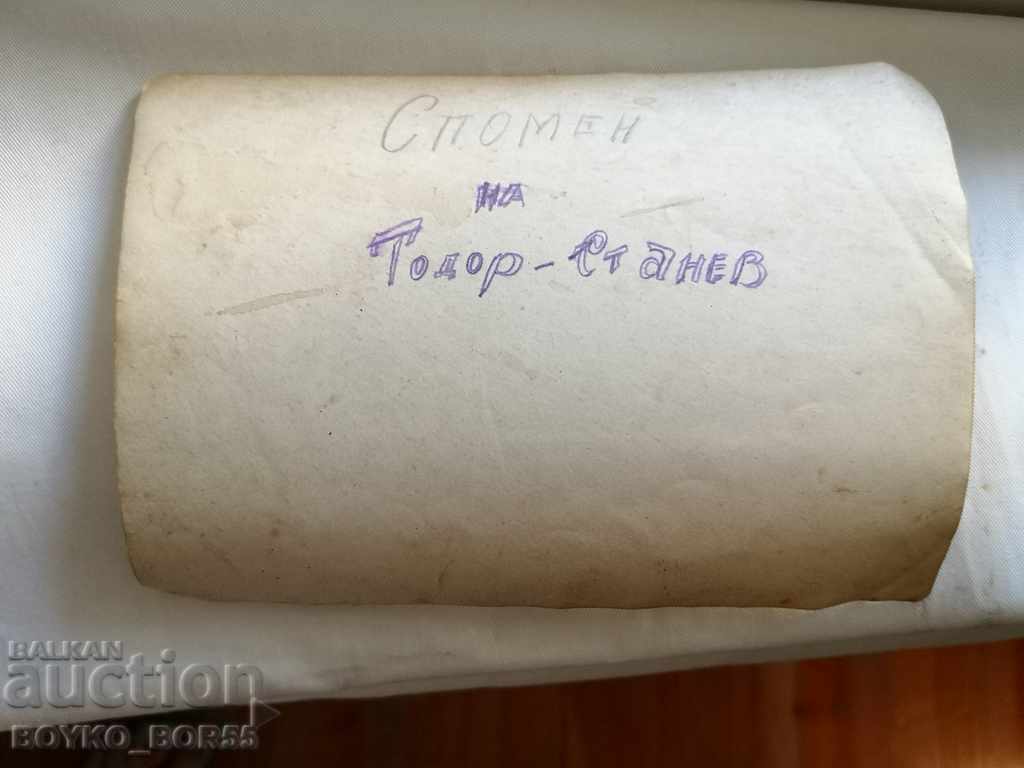 Спомен
на
Тодор - Станев
BALKAN
auction
BOYKO_BOR55